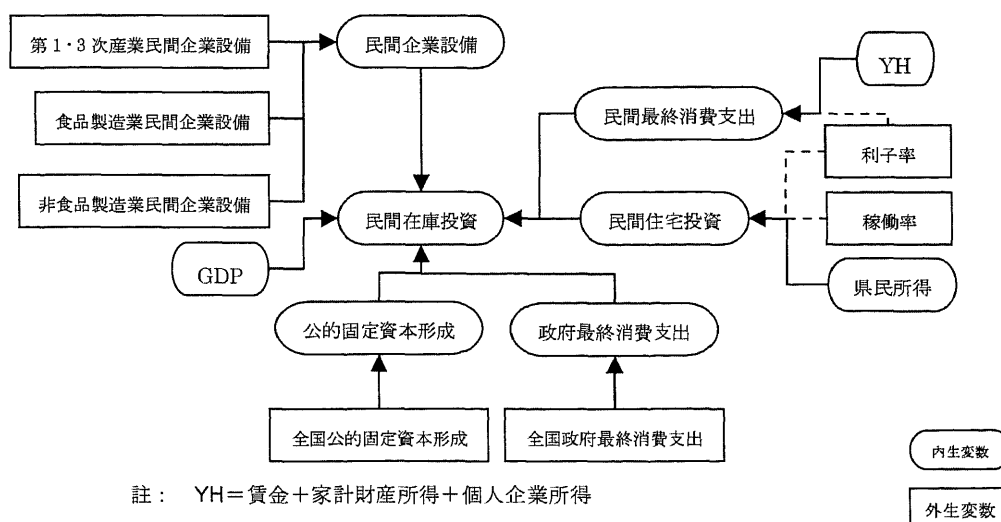 第1・3次産業民間企業設備
民間企業設備
YH
食品製造業民間企業設備
民間最終消費支出
利子率
非食品製造業民間企業設備
民間在庫投資
民間住宅投資
稼働率
GDP
県民所得
公的固定資本形成
政府最終消費支出
全国公的固定資本形成
全国政府最終消費支出
内生変数
註: YH=賃金+家計財産所得+個人企業所得
外生変数